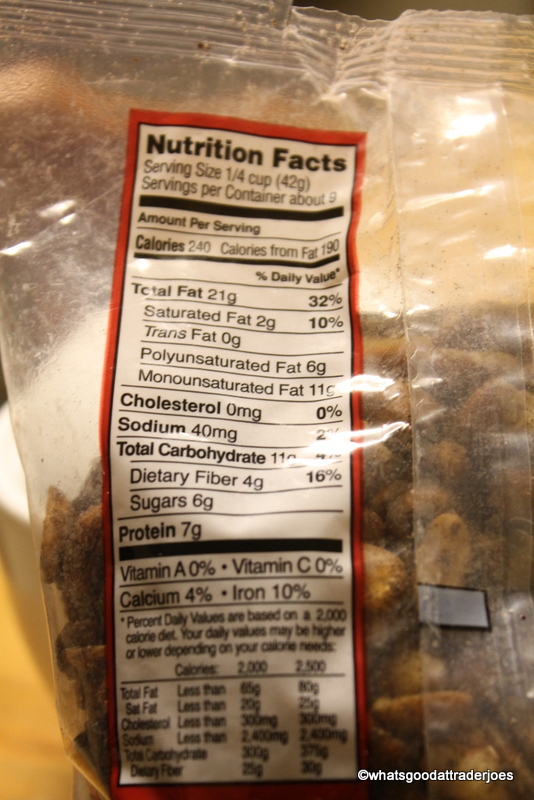 Nutrition Facts
Serving Size 1/4 cup (42g)
Servings per Container about 9
Amount Per Serving
Calories 240 Calories from Fat 190
% Daily Value*
Total Fat 21g 32%
Saturated Fat 2g 10%
Trans Fat 0g
Polyunsaturated Fat 6g
Monounsaturated Fat 11g
Cholesterol 0mg 0%
Sodium 40mg 2%
Total Carbohydrate 11g 4%
Dietary Fiber 4g 16%
Sugars 6g
Protein 7g
Vitamin A 0% • Vitamin C 0%
Calcium 4% • Iron 10%
*Percent Daily Values are based on a 2,000
calorie diet. Your daily values may be higher
or lower depending on your calorie needs:
Calories: 2,000 2,500
Total Fat Less than 65g 80g
Sat Fat Less than 20g 25g
Cholesterol Less than 300mg 300mg
Sodium Less than 2,400mg 2,400mg
Total Carbohydrate 300g 375g
Dietary Fiber 25g 30g
©whatsgoodattraderjoes